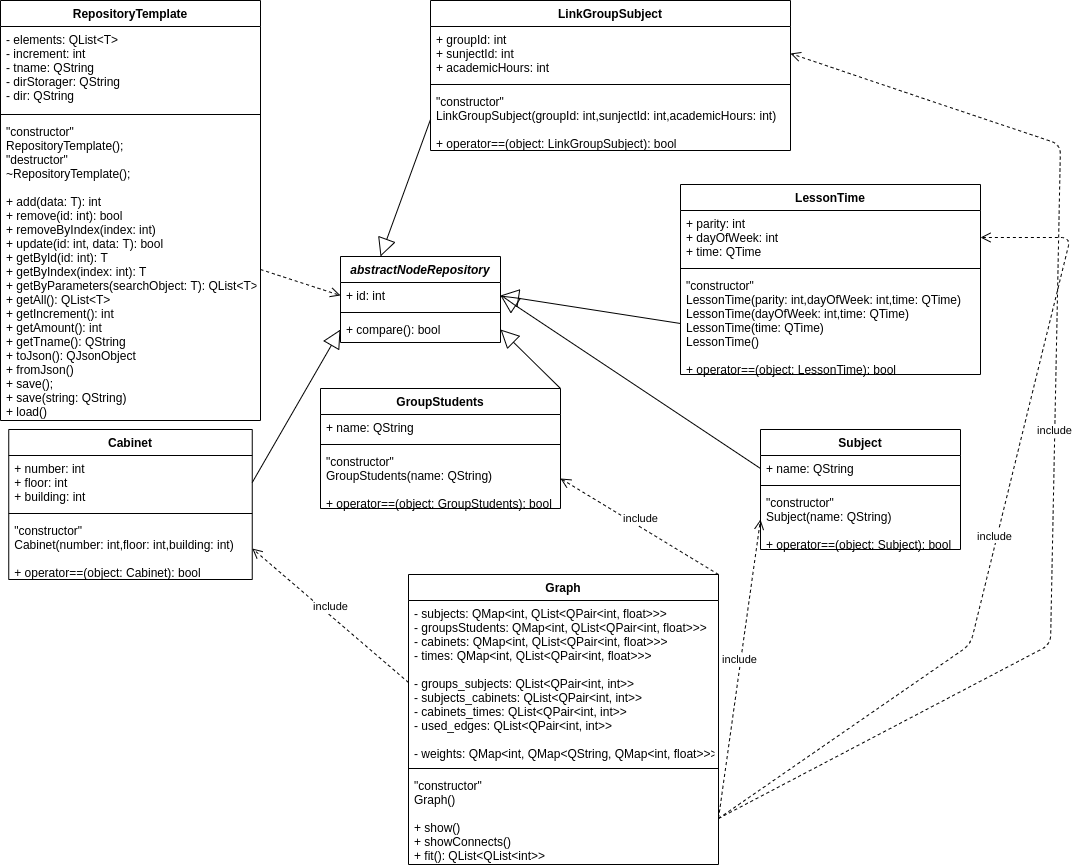 RepositoryTemplate
- elements: QList<T>
- increment: int
- tname: QString
- dirStorager: QString
- dir: QString
"constructor"
RepositoryTemplate();
"destructor"
~RepositoryTemplate();
+ add(data: T): int
+ remove(id: int): bool
+ removeByIndex(index: int)
+ update(id: int, data: T): bool
+ getById(id: int): T
+ getByIndex(index: int): T
+ getByParameters(searchObject: T): QList<T>
+ getAll(): QList<T>
+ getIncrement(): int
+ getAmount(): int
+ getTname(): QString
+ toJson(): QJsonObject
+ fromJson()
+ save();
+ save(string: QString)
+ load()
LinkGroupSubject
+ groupId: int
+ sunjectId: int
+ academicHours: int
"constructor"
LinkGroupSubject(groupId: int,sunjectId: int,academicHours: int)
+ operator==(object: LinkGroupSubject): bool
LessonTime
+ parity: int
+ dayOfWeek: int
+ time: QTime
"constructor"
LessonTime(parity: int,dayOfWeek: int,time: QTime)
LessonTime(dayOfWeek: int,time: QTime)
LessonTime(time: QTime)
LessonTime()
+ operator==(object: LessonTime): bool
abstractNodeRepository
+ id: int
+ compare(): bool
GroupStudents
+ name: QString
"constructor"
GroupStudents(name: QString)
+ operator==(object: GroupStudents): bool
Cabinet
+ number: int
+ floor: int
+ building: int
"constructor"
Cabinet(number: int,floor: int,building: int)
+ operator==(object: Cabinet): bool
Subject
+ name: QString
"constructor"
Subject(name: QString)
+ operator==(object: Subject): bool
include
include
include
include
include
Graph
- subjects: QMap<int, QList<QPair<int, float>>>
- groupsStudents: QMap<int, QList<QPair<int, float>>>
- cabinets: QMap<int, QList<QPair<int, float>>>
- times: QMap<int, QList<QPair<int, float>>>
- groups_subjects: QList<QPair<int, int>>
- subjects_cabinets: QList<QPair<int, int>>
- cabinets_times: QList<QPair<int, int>>
- used_edges: QList<QPair<int, int>>
- weights: QMap<int, QMap<QString, QMap<int, float>>>
"constructor"
Graph()
+ show()
+ showConnects()
+ fit(): QList<QList<int>>